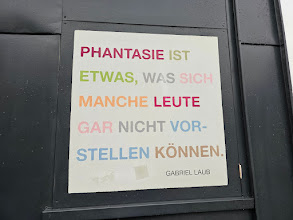 PHANTASIE IST
ETWAS, WAS SICH
MANCHE LEUTE
GAR NICHT VOR-
STELLEN KÖNNEN.
GABRIEL LAUB